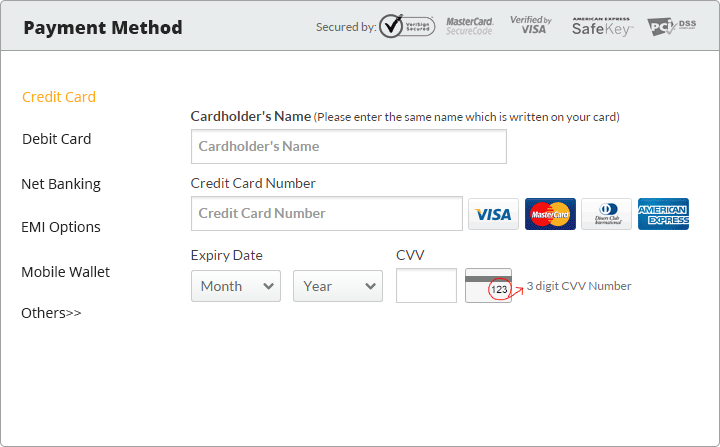 Payment Method
Secured by: VeriSign Secured MasterCard. SecureCode Verified by VISA AMERICAN EXPRESS SafeKey PCI DSS
Credit Card
Cardholder's Name (Please enter the same name which is written on your card)
Debit Card
Cardholder's Name
Net Banking
Credit Card Number
Credit Card Number VISA MasterCard Diners Club International AMERICAN EXPRESS
EMI Options
Expiry Date CVV
Mobile Wallet
Month Year 123 3 digit CVV Number
Others>>